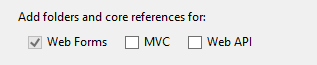 Add folders and core references for:
Web Forms MVC Web API